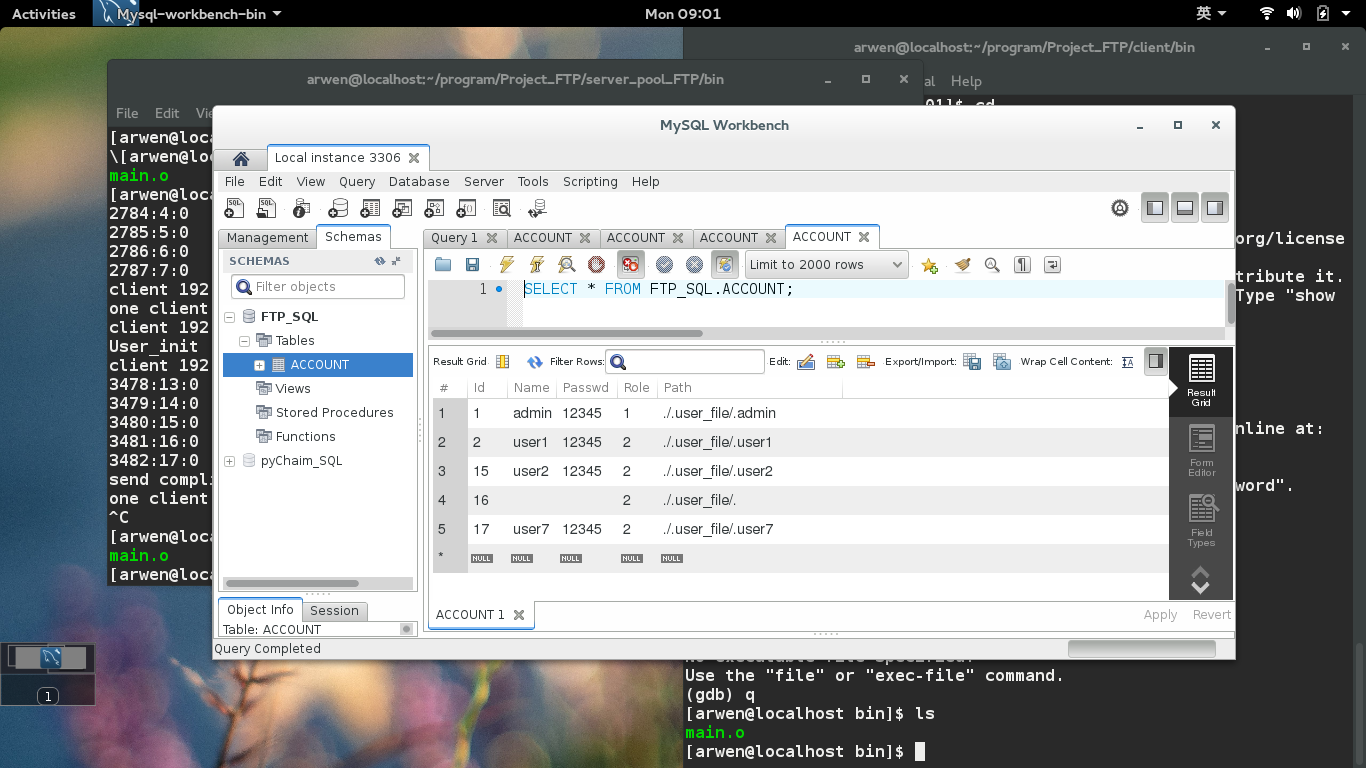 Activities Mysql-workbench-bin Mon 09:01 英
arwen@localhost:~/program/Project_FTP/client/bin
Help
arwen@localhost:~/program/Project_FTP/server_pool_FTP/bin
File Edit
[arwen@loca
\[arwen@loc
main.o
[arwen@loca
2784:4:0
2785:5:0
2786:6:0
2787:7:0
client 192
one client
client 192
User_init
client 192
3478:13:0
3479:14:0
3480:15:0
3481:16:0
3482:17:0
send compli
one client
^C
[arwen@loca
main.o
[arwen@loca
MySQL Workbench
Local instance 3306
File Edit View Query Database Server Tools Scripting Help
Management Schemas
SCHEMAS
Filter objects
FTP_SQL
Tables
ACCOUNT
Views
Stored Procedures
Functions
pyChaim_SQL
Object Info Session
Table: ACCOUNT
Query Completed
Query 1 ACCOUNT ACCOUNT ACCOUNT ACCOUNT
Limit to 2000 rows
1 SELECT * FROM FTP_SQL.ACCOUNT;
Result Grid Filter Rows: Edit: Export/Import: Wrap Cell Content:
# Id Name Passwd Role Path
1 1 admin 12345 1 ./.user_file/.admin
2 2 user1 12345 2 ./.user_file/.user1
3 15 user2 12345 2 ./.user_file/.user2
4 16 2 ./.user_file/.
5 17 user7 12345 2 ./.user_file/.user7
* NULL NULL NULL NULL NULL
Result
Grid
Form
Editor
Field
Types
ACCOUNT 1 Apply Revert
01]$ cd
org/license
tribute it.
Type "show
nline at:
word".
No executable file specified.
Use the "file" or "exec-file" command.
(gdb) q
[arwen@localhost bin]$ ls
main.o
[arwen@localhost bin]$
1